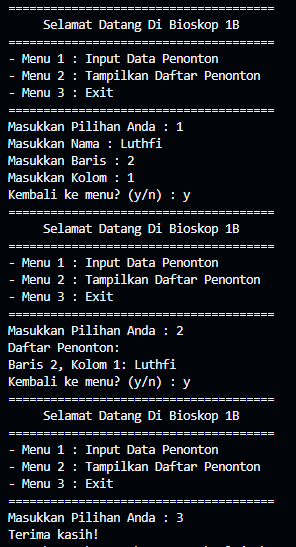 ======================================
Selamat Datang Di Bioskop 1B
======================================
- Menu 1 : Input Data Penonton
- Menu 2 : Tampilkan Daftar Penonton
- Menu 3 : Exit
======================================
Masukkan Pilihan Anda : 1
Masukkan Nama : Luthfi
Masukkan Baris : 2
Masukkan Kolom : 1
Kembali ke menu? (y/n) : y
======================================
Selamat Datang Di Bioskop 1B
======================================
- Menu 1 : Input Data Penonton
- Menu 2 : Tampilkan Daftar Penonton
- Menu 3 : Exit
======================================
Masukkan Pilihan Anda : 2
Daftar Penonton:
Baris 2, Kolom 1: Luthfi
Kembali ke menu? (y/n) : y
======================================
Selamat Datang Di Bioskop 1B
======================================
- Menu 1 : Input Data Penonton
- Menu 2 : Tampilkan Daftar Penonton
- Menu 3 : Exit
======================================
Masukkan Pilihan Anda : 3
Terima kasih!